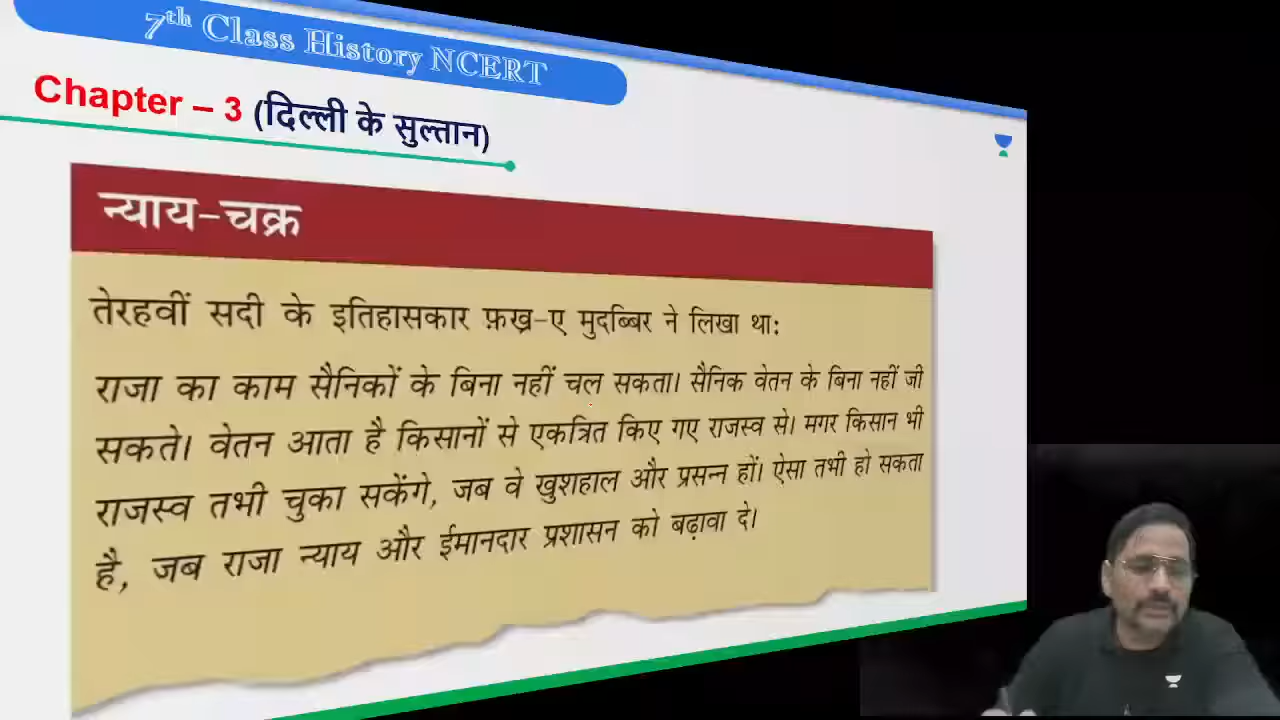 7th Class History NCERT
Chapter – 3 (दिल्ली के सुल्तान)
न्याय-चक्र
तेरहवीं सदी के इतिहासकार फ़ख्र-ए मुदब्बिर ने लिखा था:
राजा का काम सैनिकों के बिना नहीं चल सकता। सैनिक वेतन के बिना नहीं जी
सकते। वेतन आता है किसानों से एकत्रित किए गए राजस्व से। मगर किसान भी
राजस्व तभी चुका सकेंगे, जब वे खुशहाल और प्रसन्न हों। ऐसा तभी हो सकता
है, जब राजा न्याय और ईमानदार प्रशासन को बढ़ावा दे।